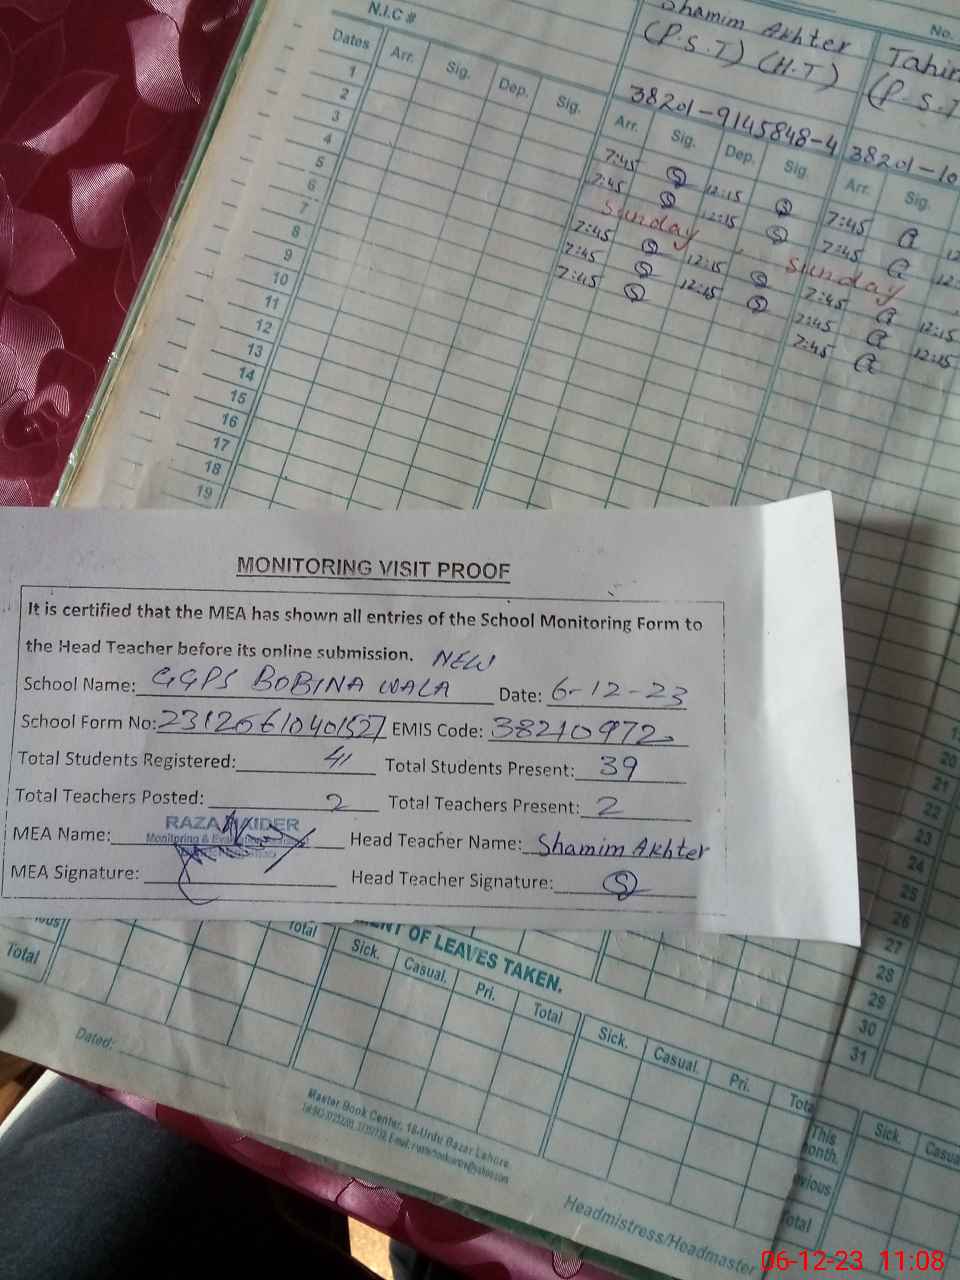 N.I.C #
Shamim Akhter
(P.S.T) (H.T)
No.
Tahir
(P.S.T
38201-9145848-4
38201-10
Dates Arr. Sig. Dep. Sig. Arr. Sig. Dep. Sig. Arr. Sig.
1
2
3
4
5
6
7
8
9
10
11
12
13
14
15
16
17
18
19
7:45 S 12:15 S 7:45 a 12
7:45 S 12:15 S 7:45 a 12:
Sunday Sunday
7:45 S 12:15 S 7:45 a 12:15
7:45 S 12:15 S 7:45 a 12:15
7:45 S 7:45 a
MONITORING VISIT PROOF
It is certified that the MEA has shown all entries of the School Monitoring Form to
the Head Teacher before its online submission. NEW
School Name: GGPS BOBINA WALA Date: 6-12-23
School Form No: EMIS Code: 38210972
Total Students Registered: 41 Total Students Present: 39
Total Teachers Posted: 2 Total Teachers Present: 2
MEA Name: RAZA HAIDER Head Teacher Name: Shamim Akhter
Monitoring &
MEA Signature: Head Teacher Signature: S
20
21
22
23
24
25
26
27
28
29
30
31
Total
Total
OF LEAVES TAKEN.
Sick. Casual. Pri. Total
Sick. Casual. Pri. Tota
This
onth.
evious
otal
Sick. Casua
Dated:
Master Book Center, 18-Urdu Bazar Lahore.
Headmistress/Headmaster
06-12-23 11:08